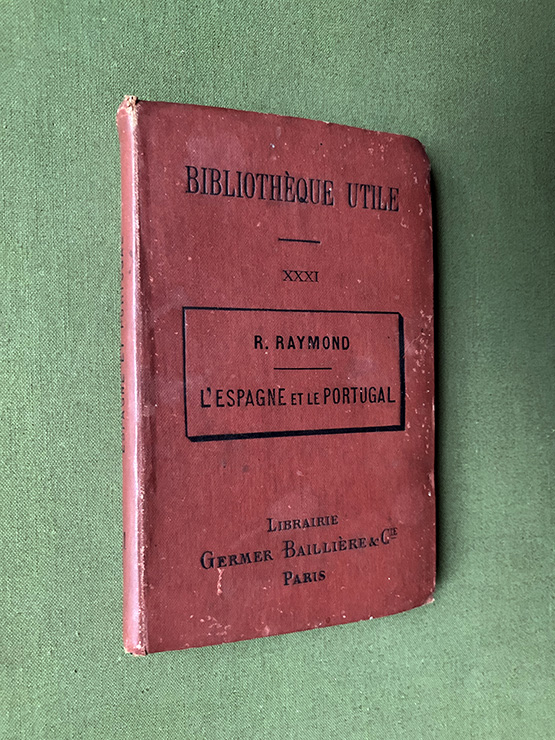 BIBLIOTHÈQUE UTILE
XXXI
R. RAYMOND
L'ESPAGNE ET LE PORTUGAL
LIBRAIRIE
GERMER BAILLIÈRE & CIE
PARIS